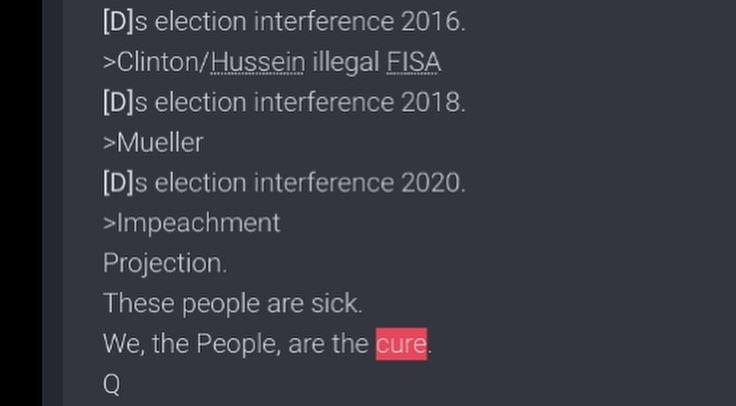 [D]s election interference 2016.
>Clinton/Hussein illegal FISA
[D]s election interference 2018.
>Mueller
[D]s election interference 2020.
>Impeachment
Projection.
These people are sick.
We, the People, are the cure.
Q